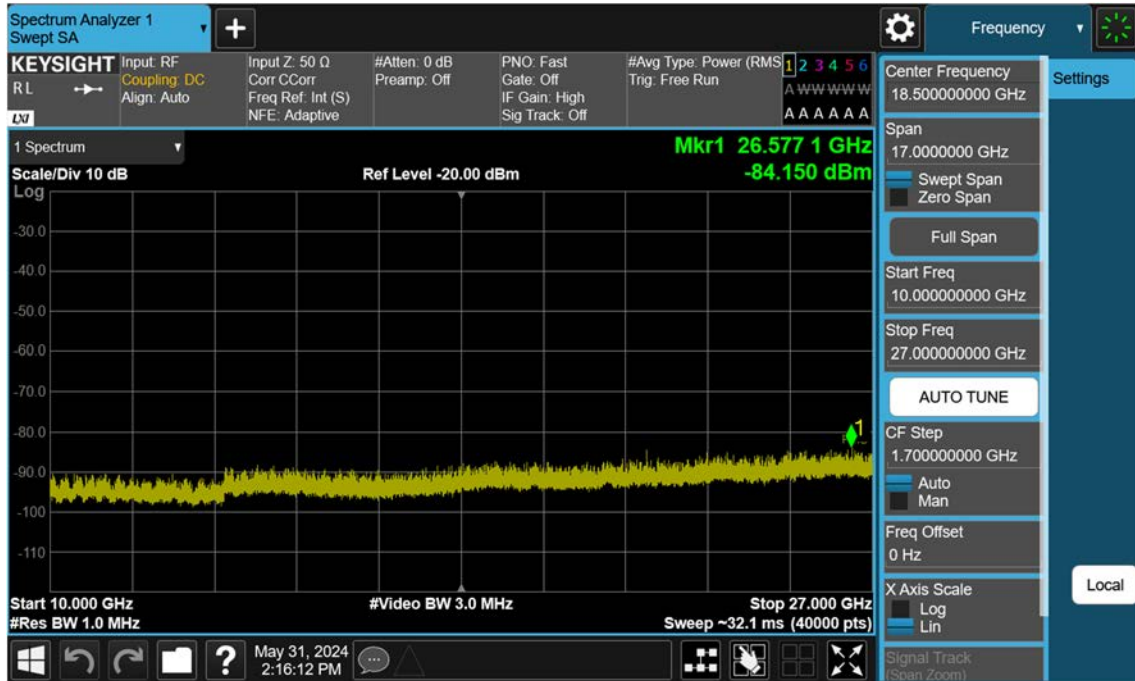 Spectrum Analyzer 1
Swept SA
Frequency
KEYSIGHT
R L
LXI
Input: RF
Coupling: DC
Align: Auto
Input Z: 50 Ω
Corr CCorr
Freq Ref: Int (S)
NFE: Adaptive
#Atten: 0 dB
Preamp: Off
PNO: Fast
Gate: Off
IF Gain: High
Sig Track: Off
#Avg Type: Power (RMS
Trig: Free Run
1 2 3 4 5 6
A W W W W W
A A A A A A
1 Spectrum
Mkr1 26.577 1 GHz
Scale/Div 10 dB
Ref Level -20.00 dBm
-84.150 dBm
Log
-30.0
-40.0
-50.0
-60.0
-70.0
-80.0
-90.0
-100
-110
1
Start 10.000 GHz
#Video BW 3.0 MHz
Stop 27.000 GHz
#Res BW 1.0 MHz
Sweep ~32.1 ms (40000 pts)
Center Frequency
18.500000000 GHz
Span
17.0000000 GHz
Swept Span
Zero Span
Full Span
Start Freq
10.000000000 GHz
Stop Freq
27.000000000 GHz
AUTO TUNE
CF Step
1.700000000 GHz
Auto
Man
Freq Offset
0 Hz
X Axis Scale
Log
Lin
Signal Track
(Span Zoom)
Settings
Local
?
May 31, 2024
2:16:12 PM